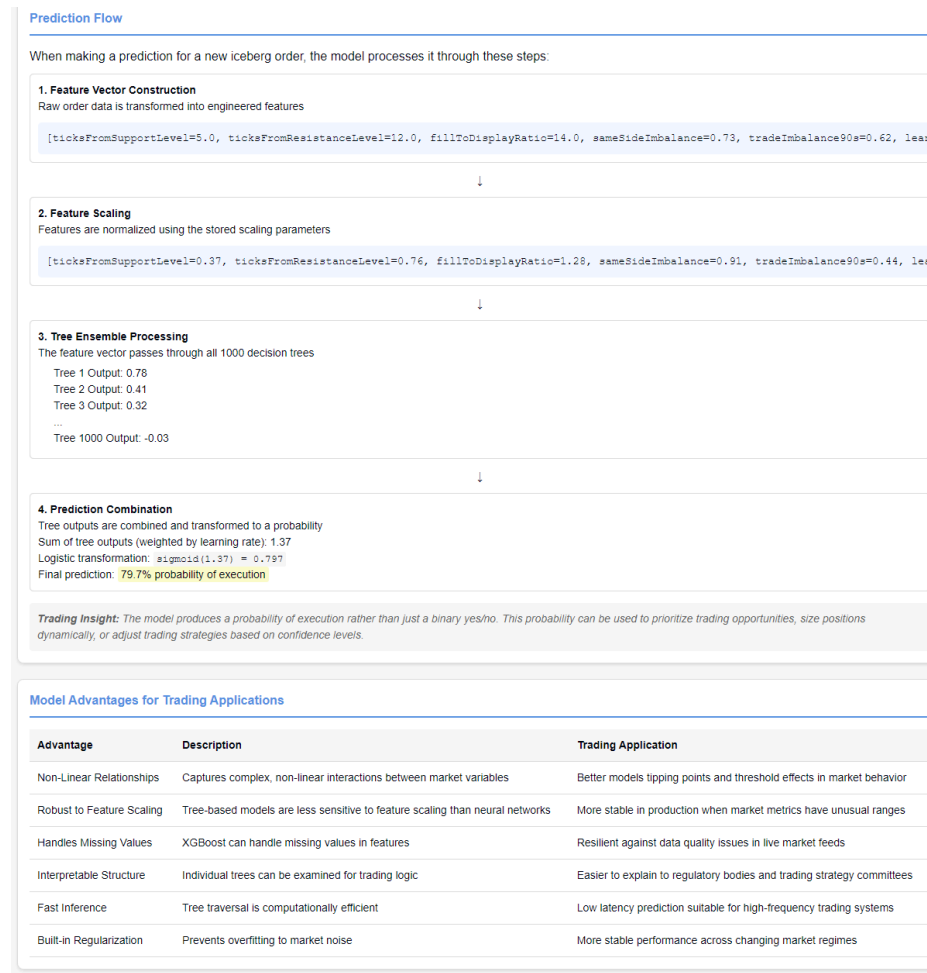 Prediction Flow
When making a prediction for a new iceberg order, the model processes it through these steps:
1. Feature Vector Construction
Raw order data is transformed into engineered features
[ticksFromSupportLevel=5.0, ticksFromResistanceLevel=12.0, fillToDisplayRatio=14.0, sameSideImbalance=0.73, tradeImbalance90s=0.62, lear
↓
2. Feature Scaling
Features are normalized using the stored scaling parameters
[ticksFromSupportLevel=0.37, ticksFromResistanceLevel=0.76, fillToDisplayRatio=1.28, sameSideImbalance=0.91, tradeImbalance90s=0.44, lea
↓
3. Tree Ensemble Processing
The feature vector passes through all 1000 decision trees
Tree 1 Output: 0.78
Tree 2 Output: 0.41
Tree 3 Output: 0.32
...
Tree 1000 Output: -0.03
↓
4. Prediction Combination
Tree outputs are combined and transformed to a probability
Sum of tree outputs (weighted by learning rate): 1.37
Logistic transformation: sigmoid(1.37) = 0.797
Final prediction: 79.7% probability of execution
Trading Insight: The model produces a probability of execution rather than just a binary yes/no. This probability can be used to prioritize trading opportunities, size positions
dynamically, or adjust trading strategies based on confidence levels.
Model Advantages for Trading Applications
Advantage Description Trading Application
Non-Linear Relationships Captures complex, non-linear interactions between market variables Better models tipping points and threshold effects in market behavior
Robust to Feature Scaling Tree-based models are less sensitive to feature scaling than neural networks More stable in production when market metrics have unusual ranges
Handles Missing Values XGBoost can handle missing values in features Resilient against data quality issues in live market feeds
Interpretable Structure Individual trees can be examined for trading logic Easier to explain to regulatory bodies and trading strategy committees
Fast Inference Tree traversal is computationally efficient Low latency prediction suitable for high-frequency trading systems
Built-in Regularization Prevents overfitting to market noise More stable performance across changing market regimes